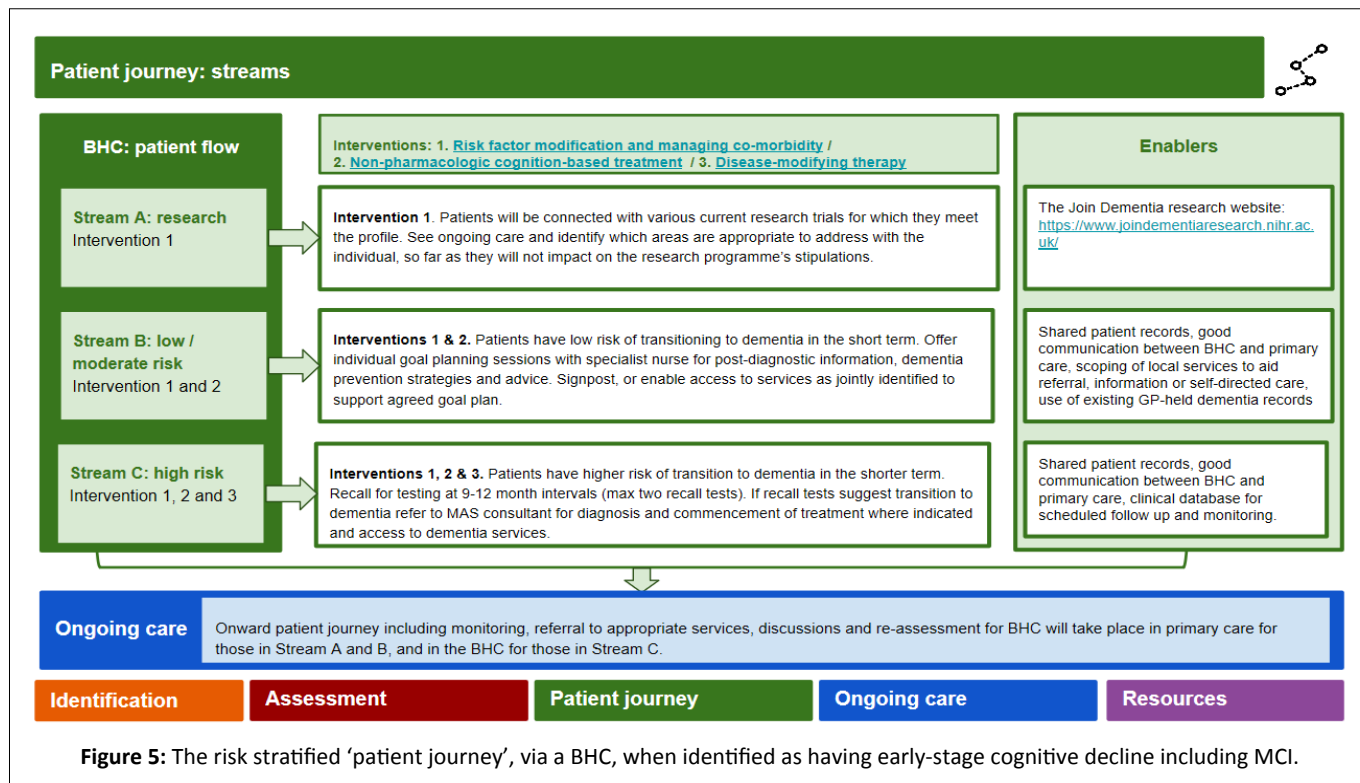 Patient journey: streams
BHC: patient flow
Interventions: 1. Risk factor modification and managing co-morbidity /
2. Non-pharmacologic cognition-based treatment / 3. Disease-modifying therapy
Enablers
Stream A: research
Intervention 1
Intervention 1. Patients will be connected with various current research trials for which they meet
the profile. See ongoing care and identify which areas are appropriate to address with the
individual, so far as they will not impact on the research programme's stipulations.
The Join Dementia research website:
https://www.joindementiaresearch.nihr.ac.
uk/
Stream B: low /
moderate risk
Intervention 1 and 2
Interventions 1 & 2. Patients have low risk of transitioning to dementia in the short term. Offer
individual goal planning sessions with specialist nurse for post-diagnostic information, dementia
prevention strategies and advice. Signpost, or enable access to services as jointly identified to
support agreed goal plan.
Shared patient records, good
communication between BHC and primary
care, scoping of local services to aid
referral, information or self-directed care,
use of existing GP-held dementia records
Stream C: high risk
Intervention 1, 2 and 3
Interventions 1, 2 & 3. Patients have higher risk of transition to dementia in the shorter term.
Recall for testing at 9-12 month intervals (max two recall tests). If recall tests suggest transition to
dementia refer to MAS consultant for diagnosis and commencement of treatment where indicated
and access to dementia services.
Shared patient records, good
communication between BHC and
primary care, clinical database for
scheduled follow up and monitoring.
Ongoing care
Onward patient journey including monitoring, referral to appropriate services, discussions and re-assessment for BHC will take place in primary care for
those in Stream A and B, and in the BHC for those in Stream C.
Identification
Assessment
Patient journey
Ongoing care
Resources
Figure 5: The risk stratified 'patient journey', via a BHC, when identified as having early-stage cognitive decline including MCI.